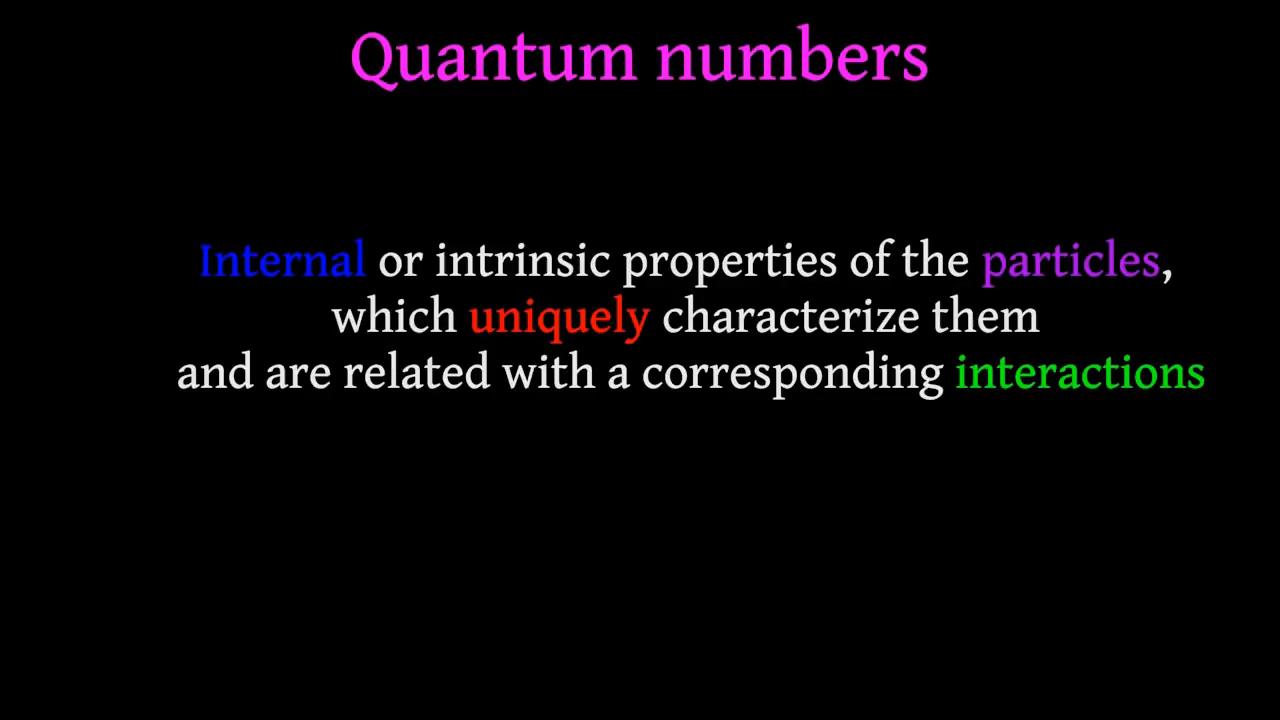 Quantum numbers
Internal or intrinsic properties of the particles,
which uniquely characterize them
and are related with a corresponding interactions